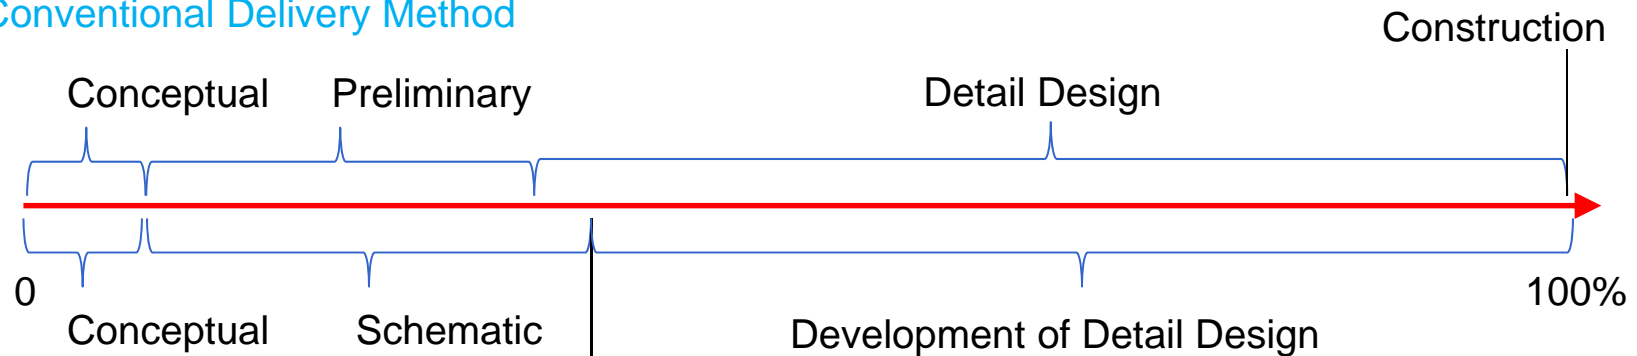 Conventional Delivery Method
Construction
Conceptual Preliminary Detail Design
0 100%
Conceptual Schematic Development of Detail Design